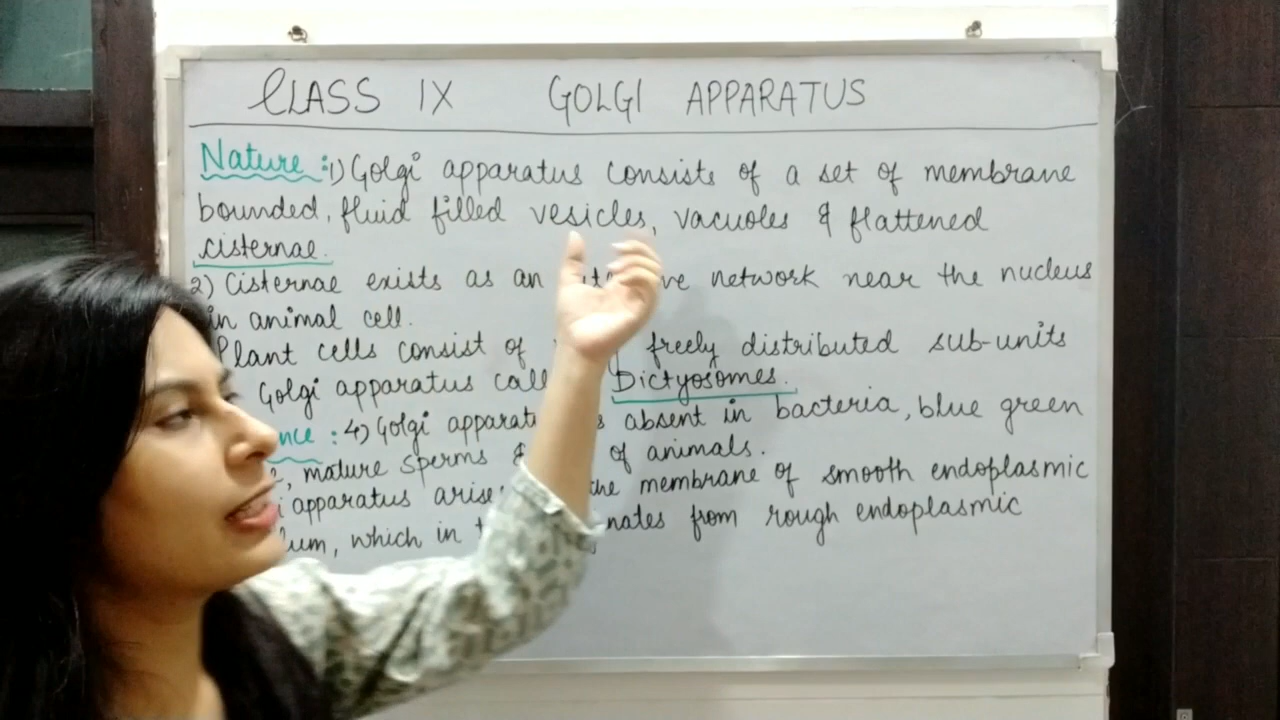 CLASS IX GOLGI APPARATUS
Nature : 1) Golgi apparatus consists of a set of membrane
bounded, fluid filled vesicles, vacuoles & flattened
cisternae.
2) Cisternae exists as an network near the nucleus
in animal cell.
Plant cells consist of freely distributed sub-units
Golgi apparatus Dictyosomes.
: 4) Golgi absent in bacteria, blue green
mature sperms of animals.
apparatus the membrane of smooth endoplasmic
which in from rough endoplasmic